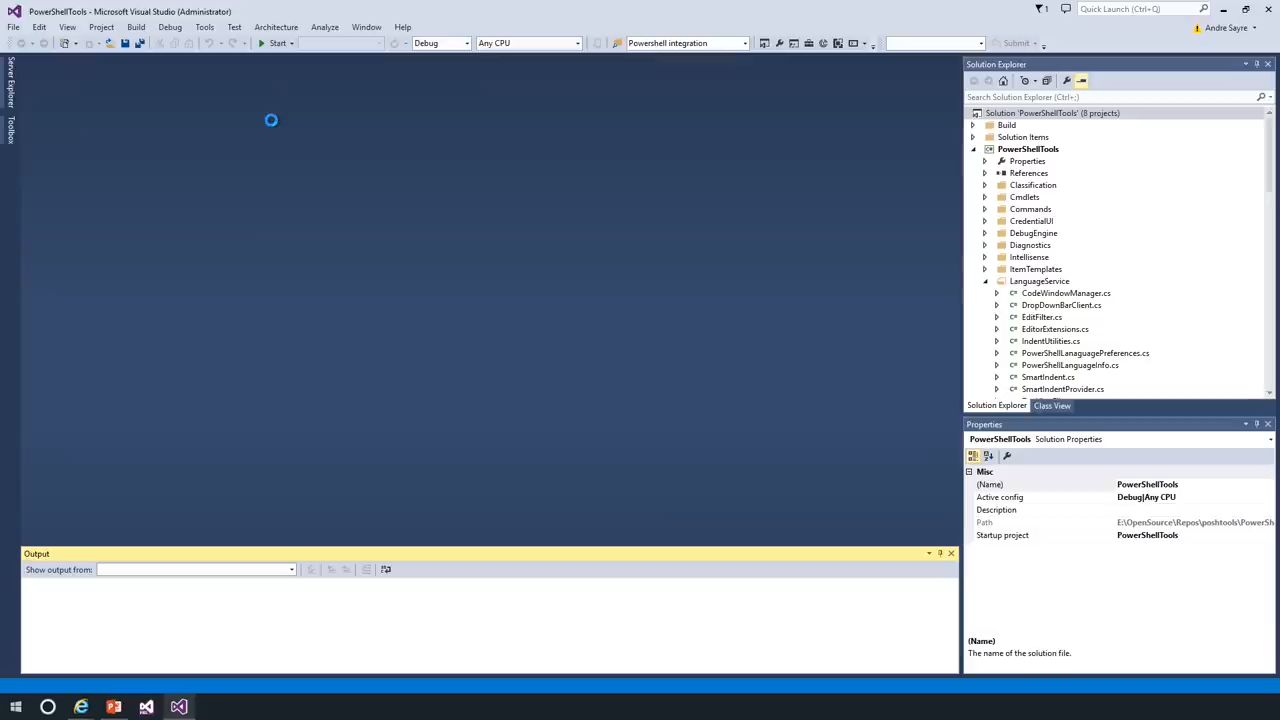 PowerShellTools - Microsoft Visual Studio (Administrator)
1
Quick Launch (Ctrl+Q)
File Edit View Project Build Debug Tools Test Architecture Analyze Window Help
Andre Sayre
Start
Debug
Any CPU
Powershell integration
Submit
Server Explorer
Toolbox
Solution Explorer
Search Solution Explorer (Ctrl+;)
Solution 'PowerShellTools' (8 projects)
Build
Solution Items
PowerShellTools
Properties
References
Classification
Cmdlets
Commands
CredentialUI
DebugEngine
Diagnostics
Intellisense
ItemTemplates
LanguageService
CodeWindowManager.cs
DropDownBarClient.cs
EditFilter.cs
EditorExtensions.cs
IndentUtilities.cs
PowerShellLanaguagePreferences.cs
PowerShellLanguageInfo.cs
SmartIndent.cs
SmartIndentProvider.cs
Solution Explorer Class View
Properties
PowerShellTools Solution Properties
Misc
(Name) PowerShellTools
Active config Debug|Any CPU
Description
Path E:\OpenSource\Repos\poshtools\PowerSh
Startup project PowerShellTools
(Name)
The name of the solution file.
Output
Show output from: